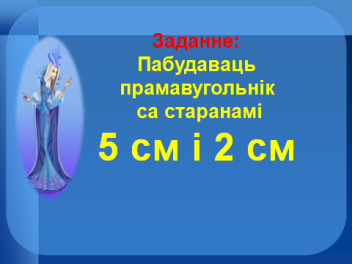 Заданне:
Пабудаваць
прамавугольнік
са старанамі
5 см і 2 см